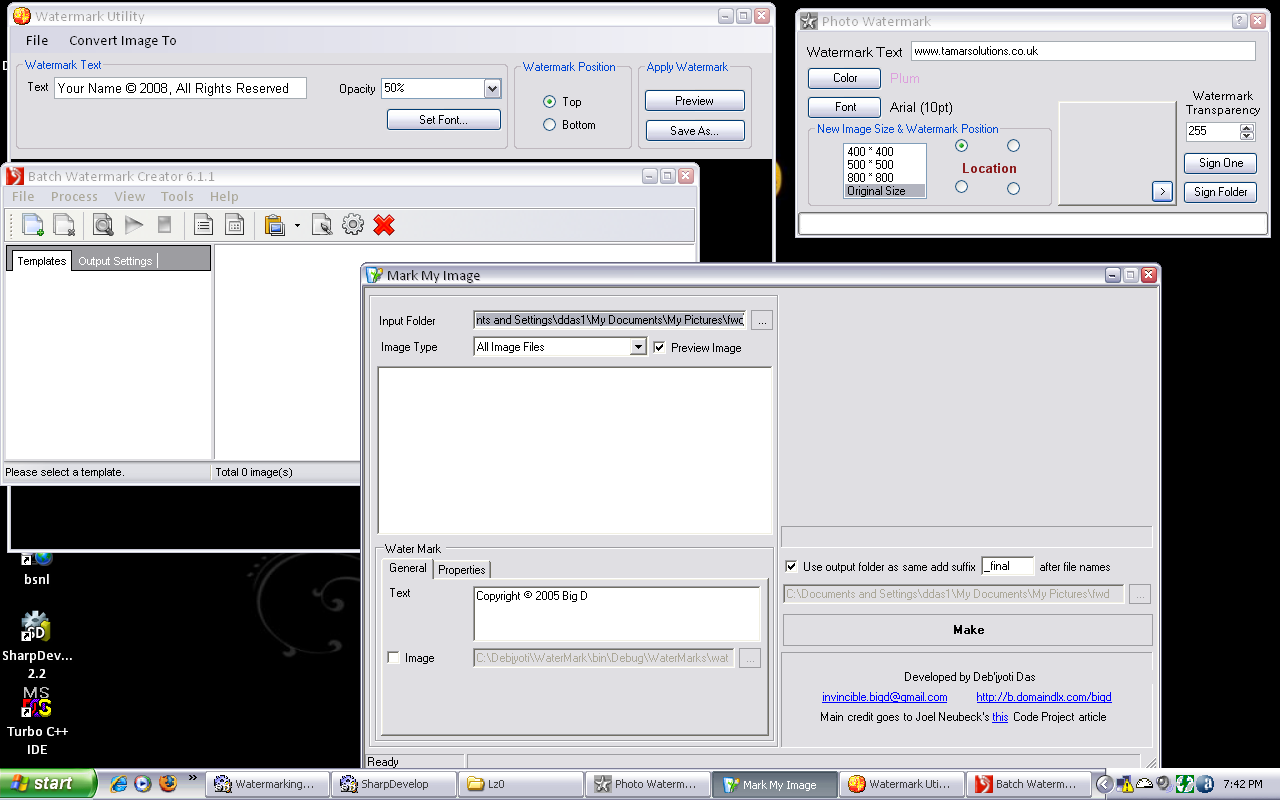 Watermark Utility
File Convert Image To
Watermark Text
Text Your Name © 2008, All Rights Reserved
Opacity 50%
Set Font...
Watermark Position
Top
Bottom
Apply Watermark
Preview
Save As...
Photo Watermark
Watermark Text www.tamarsolutions.co.uk
Color Plum
Font Arial (10pt)
New Image Size & Watermark Position
400 * 400
500 * 500
800 * 800
Original Size
Location
>
Watermark
Transparency
255
Sign One
Sign Folder
Batch Watermark Creator 6.1.1
File Process View Tools Help
Templates Output Settings
Please select a template. Total 0 image(s)
Mark My Image
Input Folder nts and Settings\ddas1\My Documents\My Pictures\fwd ...
Image Type All Image Files Preview Image
Water Mark
General Properties
Text Copyright © 2005 Big D
Image C:\Debjyoti\WaterMark\bin\Debug\WaterMarks\wat ...
Use output folder as same add suffix _final after file names
C:\Documents and Settings\ddas1\My Documents\My Pictures\fwd ...
Make
Developed by Deb'jyoti Das
invincible.bigd@gmail.com http://b.domaindlx.com/bigd
Main credit goes to Joel Neubeck's this Code Project article
Ready
bsnl
SD
SharpDev...
2.2
MS
Turbo C++
IDE
start » Watermarking... SharpDevelop Lz0 Photo Waterm... Mark My Image Watermark Uti... Batch Waterm... 7:42 PM